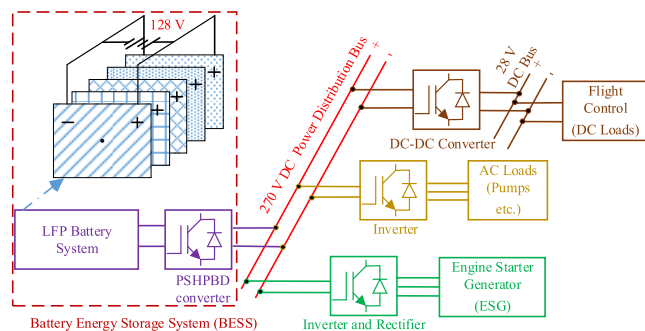 128 V
+
+
+
−
+
LFP Battery
System
PSHPBD
converter
Battery Energy Storage System (BESS)
270 V DC Power Distribution Bus
+
-
DC-DC Converter
28 V
DC Bus
+
-
Flight
Control
(DC Loads)
Inverter
AC Loads
(Pumps
etc.)
Inverter and Rectifier
Engine Starter
Generator
(ESG)